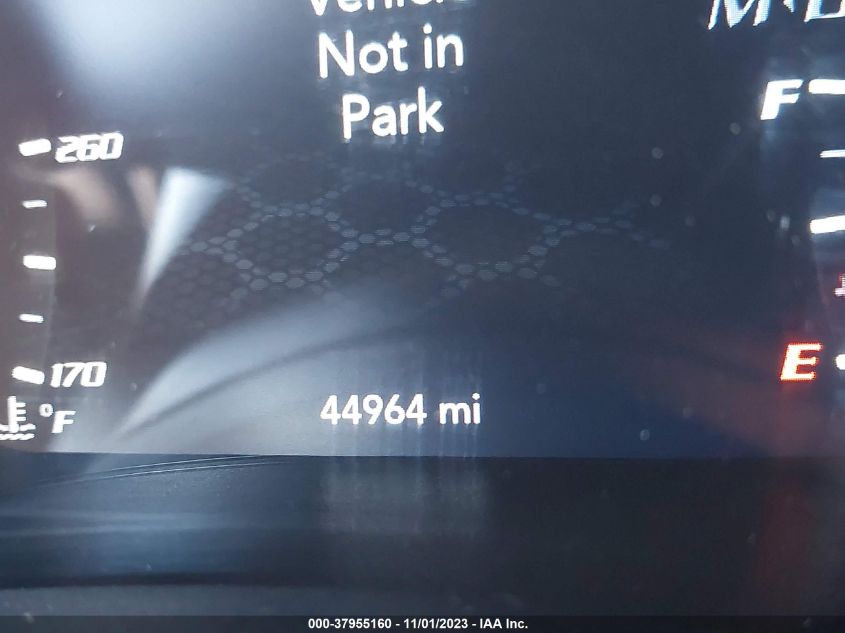 Not in
Park
F
260
170
°F
E
44964 mi
000-37955160 - 11/01/2023 - IAA Inc.